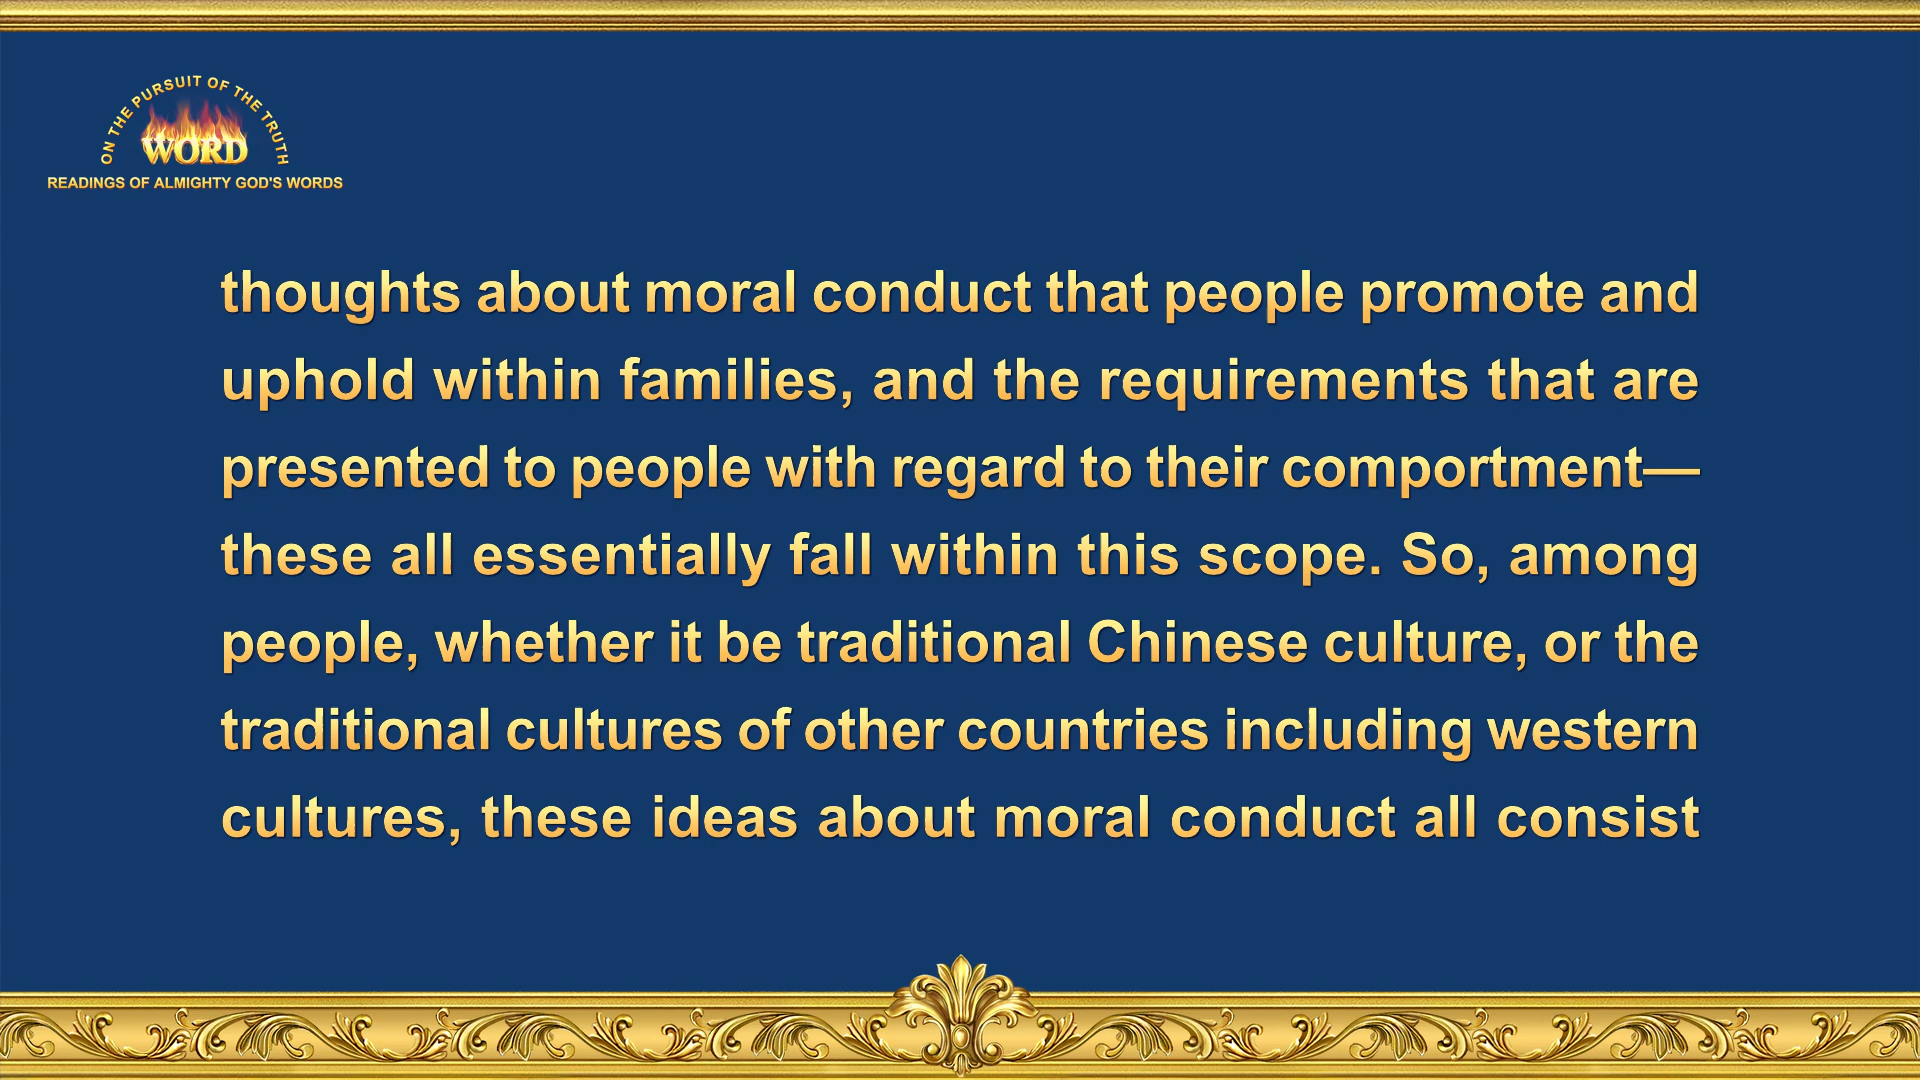 ON THE PURSUIT OF THE TRUTH
WORD
READINGS OF ALMIGHTY GOD'S WORDS
thoughts about moral conduct that people promote and
uphold within families, and the requirements that are
presented to people with regard to their comportment—
these all essentially fall within this scope. So, among
people, whether it be traditional Chinese culture, or the
traditional cultures of other countries including western
cultures, these ideas about moral conduct all consist